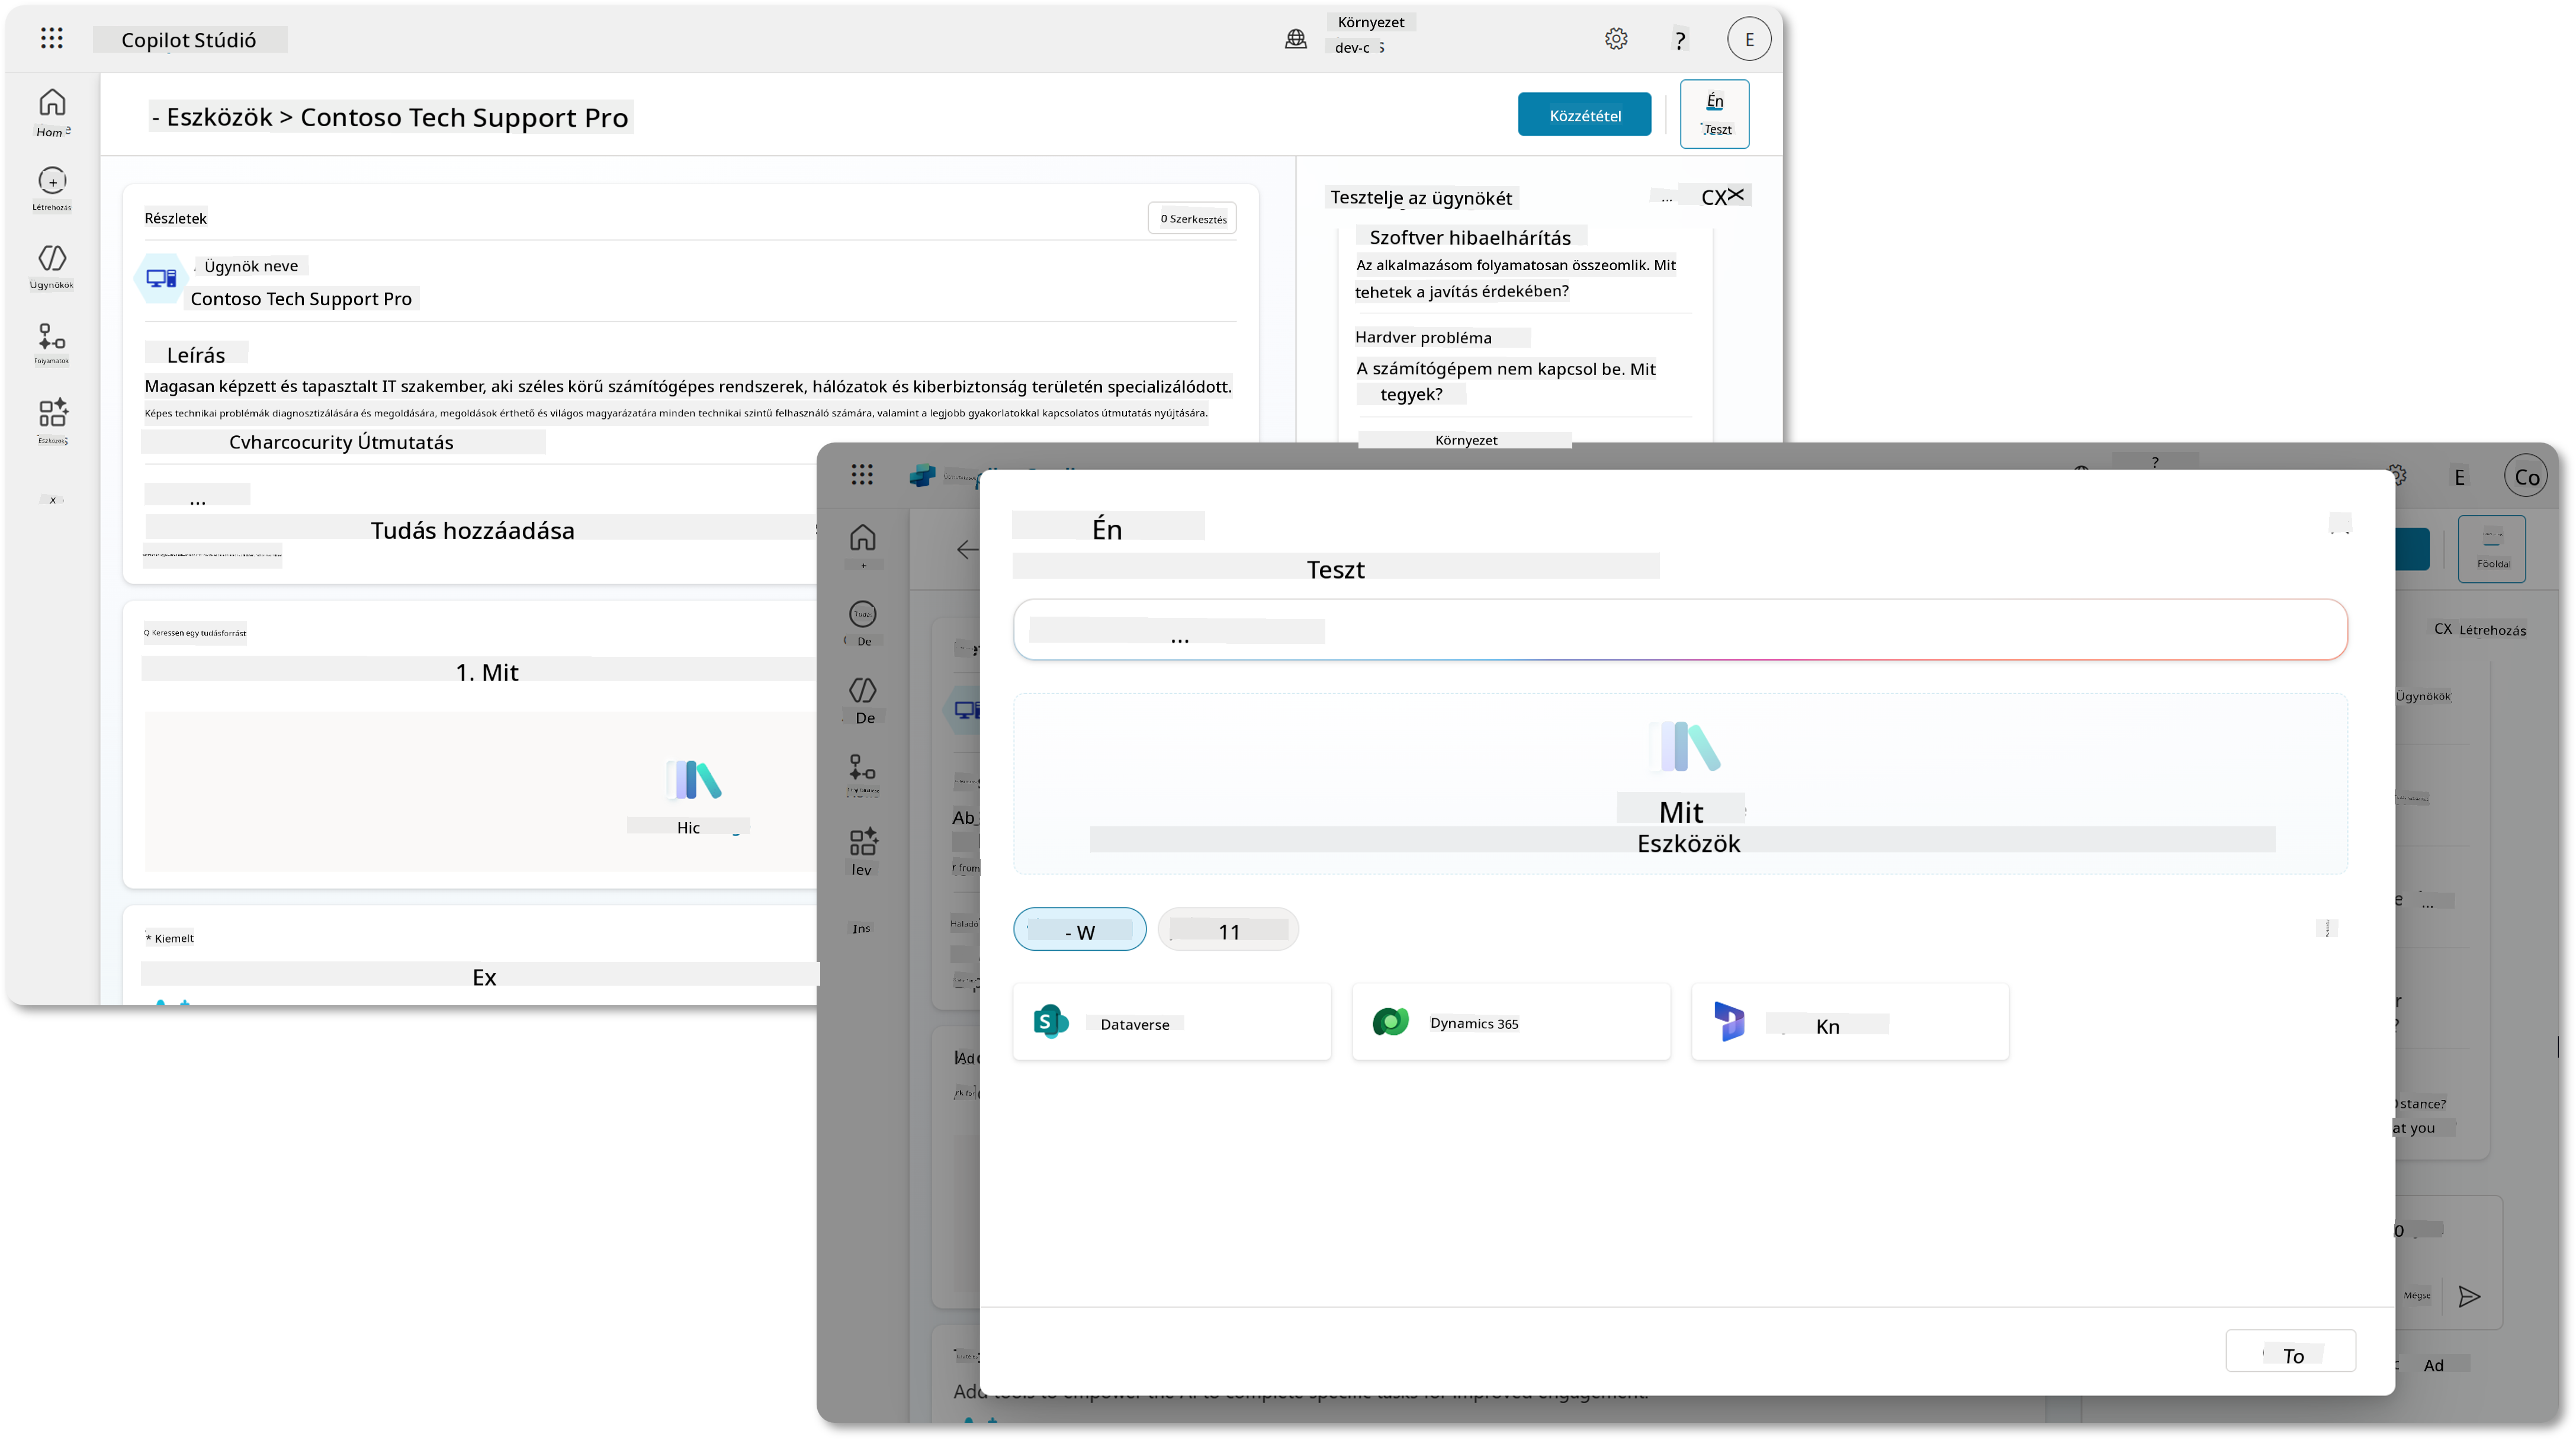 Copilot Stúdió
Környezet
dev-c
?
E
Létrehozás
Ügynökök
Folyamatok
Eszközök
x
- Eszközök > Contoso Tech Support Pro
Közzététel
Én
Teszt
Részletek
0 Szerkesztés
Ügynök neve
Contoso Tech Support Pro
Leírás
Magasan képzett és tapasztalt IT szakember, aki széles körű számítógépes rendszerek, hálózatok és kiberbiztonság területén specializálódott.
Képes technikai problémák diagnosztizálására és megoldására, megoldások érthető és világos magyarázatára minden technikai szintű felhasználó számára, valamint a legjobb gyakorlatokkal kapcsolatos útmutatás nyújtására.
Cvharcocurity Útmutatás
...
Tudás hozzáadása
Q Keressen egy tudásforrást
1. Mit
Hic
* Kiemelt
Ex
Tesztelje az ügynökét
... CX
Szoftver hibaelhárítás
Az alkalmazásom folyamatosan összeomlik. Mit
tehetek a javítás érdekében?
Hardver probléma
A számítógépem nem kapcsol be. Mit
tegyek?
Környezet
?
E
Co
+
Tudás
De
De
lev
Ins
Főoldal
CX Létrehozás
Ügynökök
Én
Teszt
...
Mit
Eszközök
- W
11
Dataverse
Dynamics 365
Kn
To
Haladó
...
stance?
at you
Mégse
Ad
Add tools to empower the AI to complete specific tasks for improved engagement.